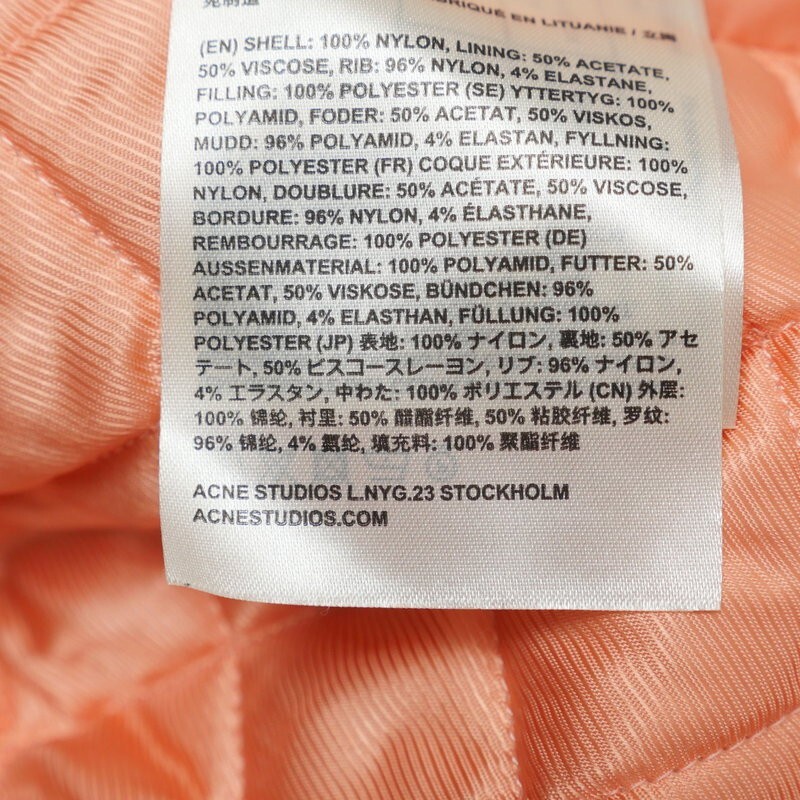 EN LITUANIE /
(EN) SHELL: 100% NYLON, LINING: 50% ACETATE,
50% VISCOSE, RIB: 96% NYLON, 4% ELASTANE,
FILLING: 100% POLYESTER (SE) YTTERTYG: 100%
POLYAMID, FODER: 50% ACETAT, 50% VISKOS,
MUDD: 96% POLYAMID, 4% ELASTAN, FYLLNING:
100% POLYESTER (FR) COQUE EXTÉRIEURE: 100%
NYLON, DOUBLURE: 50% ACÉTATE, 50% VISCOSE,
BORDURE: 96% NYLON, 4% ÉLASTHANE,
REMBOURRAGE: 100% POLYESTER (DE)
AUSSENMATERIAL: 100% POLYAMID, FUTTER: 50%
ACETAT, 50% VISKOSE, BÜNDCHEN: 96%
POLYAMID, 4% ELASTHAN, FÜLLUNG: 100%
POLYESTER (JP) 表地: 100% ナイロン, 裏地: 50% アセ
テート, 50% ビスコースレーヨン, リブ: 96% ナイロン,
4% エラスタン, 中わた: 100% ポリエステル (CN) 外层:
100% 锦纶, 衬里: 50% 醋酯纤维, 50% 粘胶纤维, 罗纹:
96% 锦纶, 4% 氨纶, 填充料: 100% 聚酯纤维
ACNE STUDIOS L.NYG.23 STOCKHOLM
ACNESTUDIOS.COM